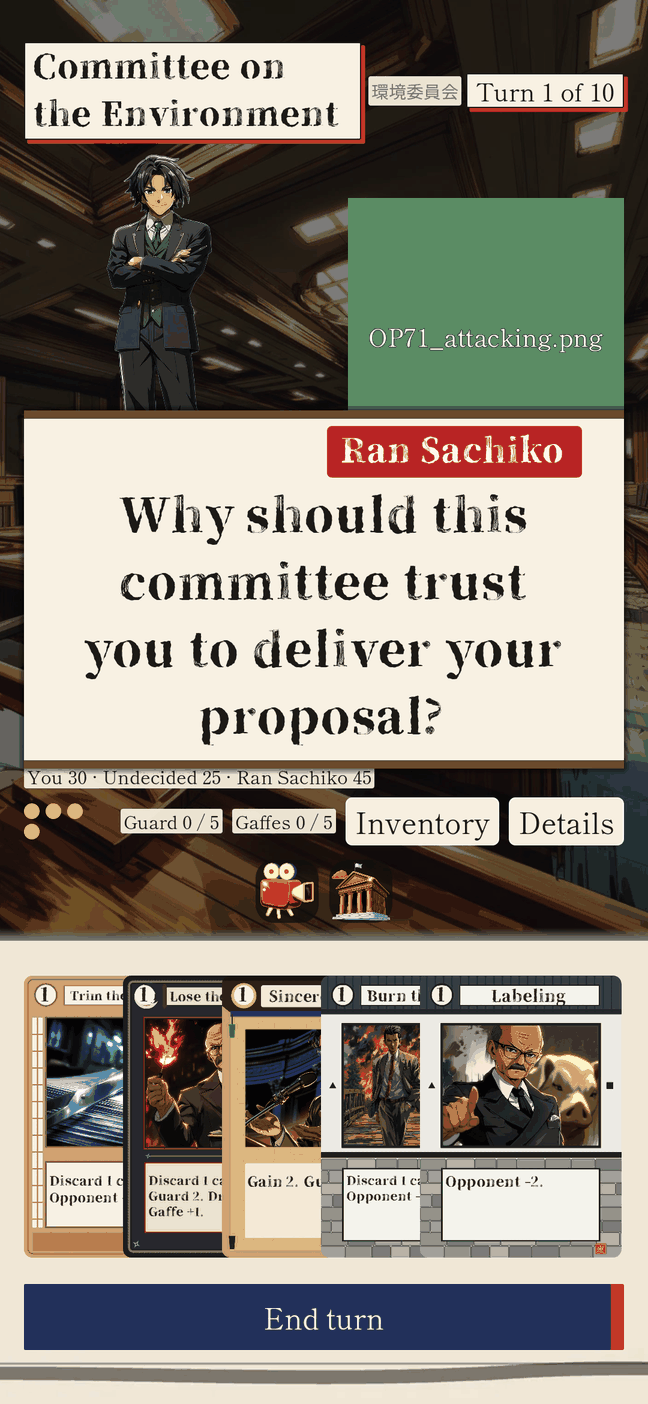 Committee on
the Environment
環境委員会
Turn 1 of 10
OP71_attacking.png
Ran Sachiko
Why should this
committee trust
you to deliver your
proposal?
You 30 · Undecided 25 · Ran Sachiko 45
Guard 0 / 5
Gaffes 0 / 5
Inventory
Details
1
Trim the
Discard 1 ca
Opponent -
1
Lose the
Discard 1 ca
Guard 2. Dr
Gaffe +1.
1
Sincer
Gain 2. Gu
1
Burn t
Discard 1 ca
Opponent -
1
Labeling
Opponent -2.
End turn